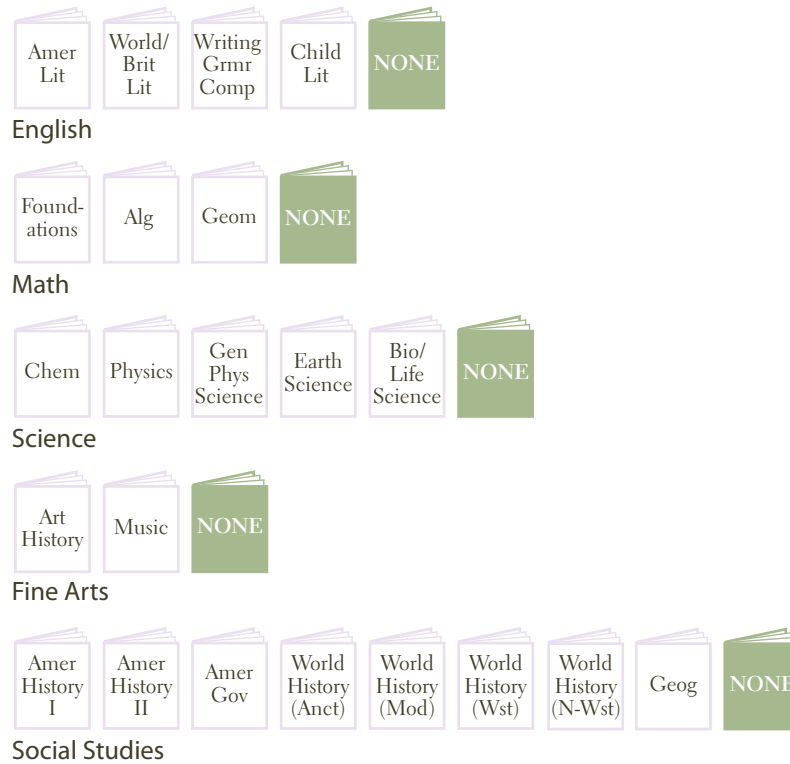 Amer
Lit
World/
Brit
Lit
Writing
Grmr
Comp
Child
Lit
NONE
English
Found-
ations
Alg
Geom
NONE
Math
Chem
Physics
Gen
Phys
Science
Earth
Science
Bio/
Life
Science
NONE
Science
Art
History
Music
NONE
Fine Arts
Amer
History
I
Amer
History
II
Amer
Gov
World
History
(Anct)
World
History
(Mod)
World
History
(Wst)
World
History
(N-Wst)
Geog
NONE
Social Studies